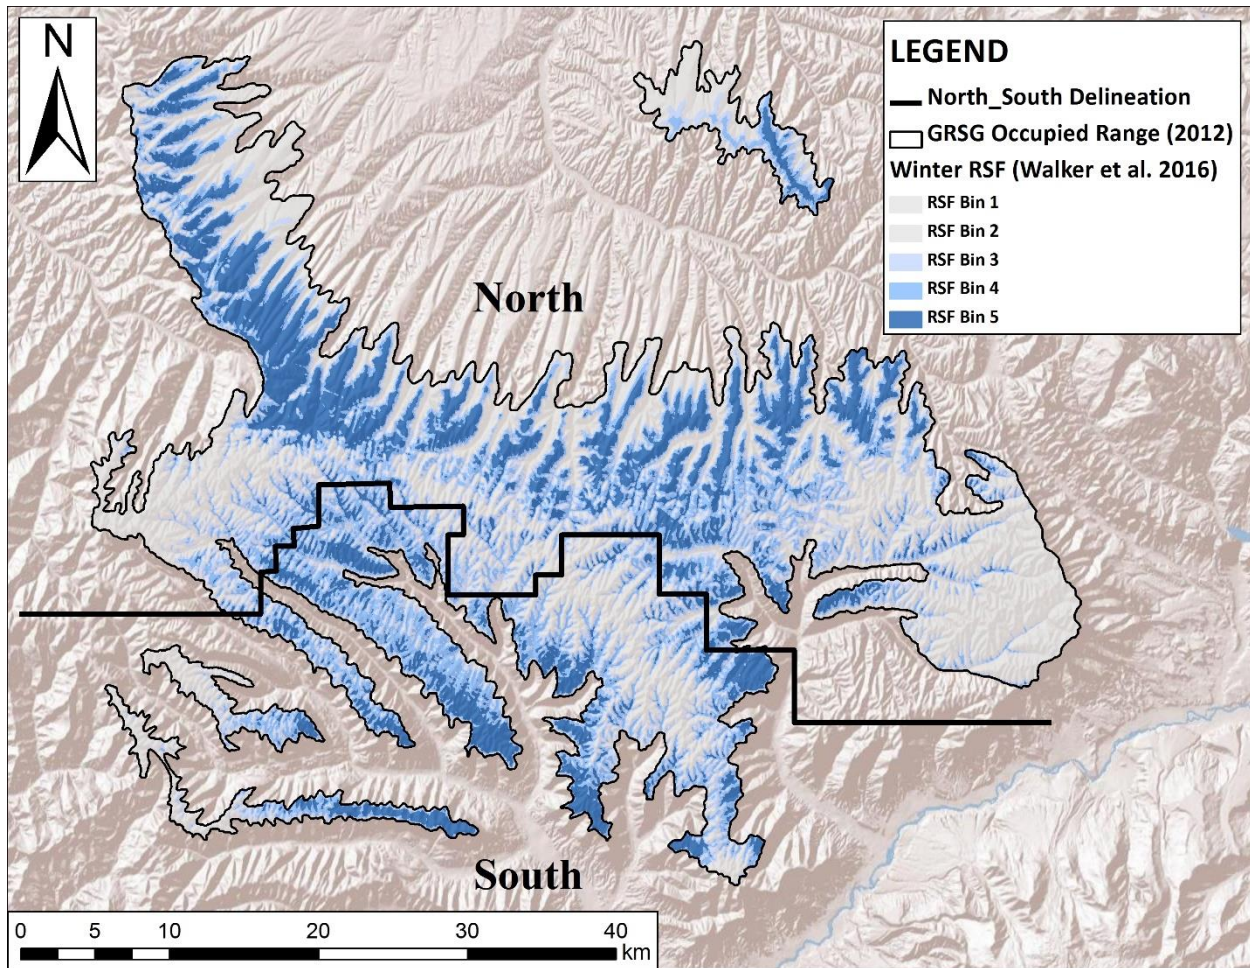 N
LEGEND
North_South Delineation
GRSG Occupied Range (2012)
Winter RSF (Walker et al. 2016)
RSF Bin 1
RSF Bin 2
RSF Bin 3
RSF Bin 4
RSF Bin 5
North
South
0 5 10 20 30 40
km